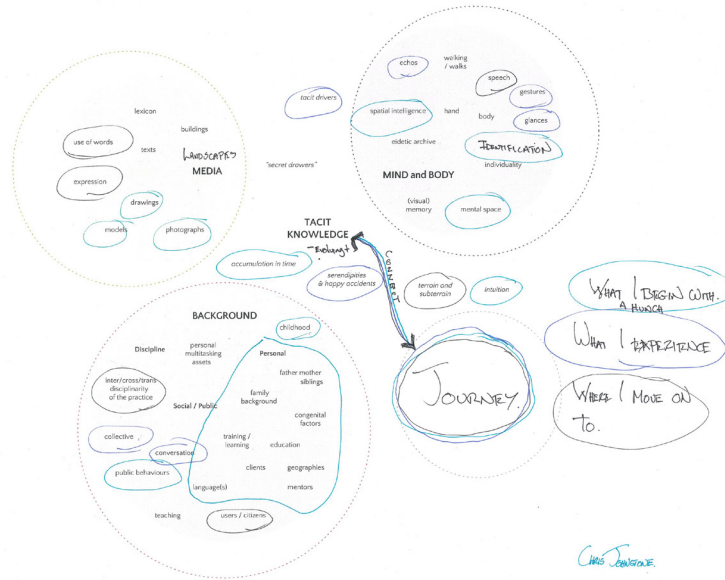 echos
walking
/ walks
speech
gestures
tacit drivers
spatial intelligence
hand
body
glances
lexicon
buildings
use of words
texts
LANDSCAPES
MEDIA
eidetic archive
IDENTIFICATION
individuality
"secret drawers"
MIND and BODY
expression
drawings
models
photographs
(visual)
memory
mental space
TACIT
KNOWLEDGE
- Evolving +
CONNECT
accumulation in time
serendipities
& happy accidents
terrain and
subterrain
intuition
WHAT I BEGIN WITH.
A HUNCH
WHAT I EXPERIENCE
WHERE I MOVE ON
TO.
JOURNEY.
BACKGROUND
childhood
Discipline
personal
multitasking
assets
Personal
father mother
siblings
inter/cross/trans
disciplinarity
of the practice
family
background
Social / Public
congenital
factors
collective
training /
learning
education
conversation
public behaviours
clients
geographies
language(s)
mentors
teaching
users / citizens
CHRIS JOHNSTONE.